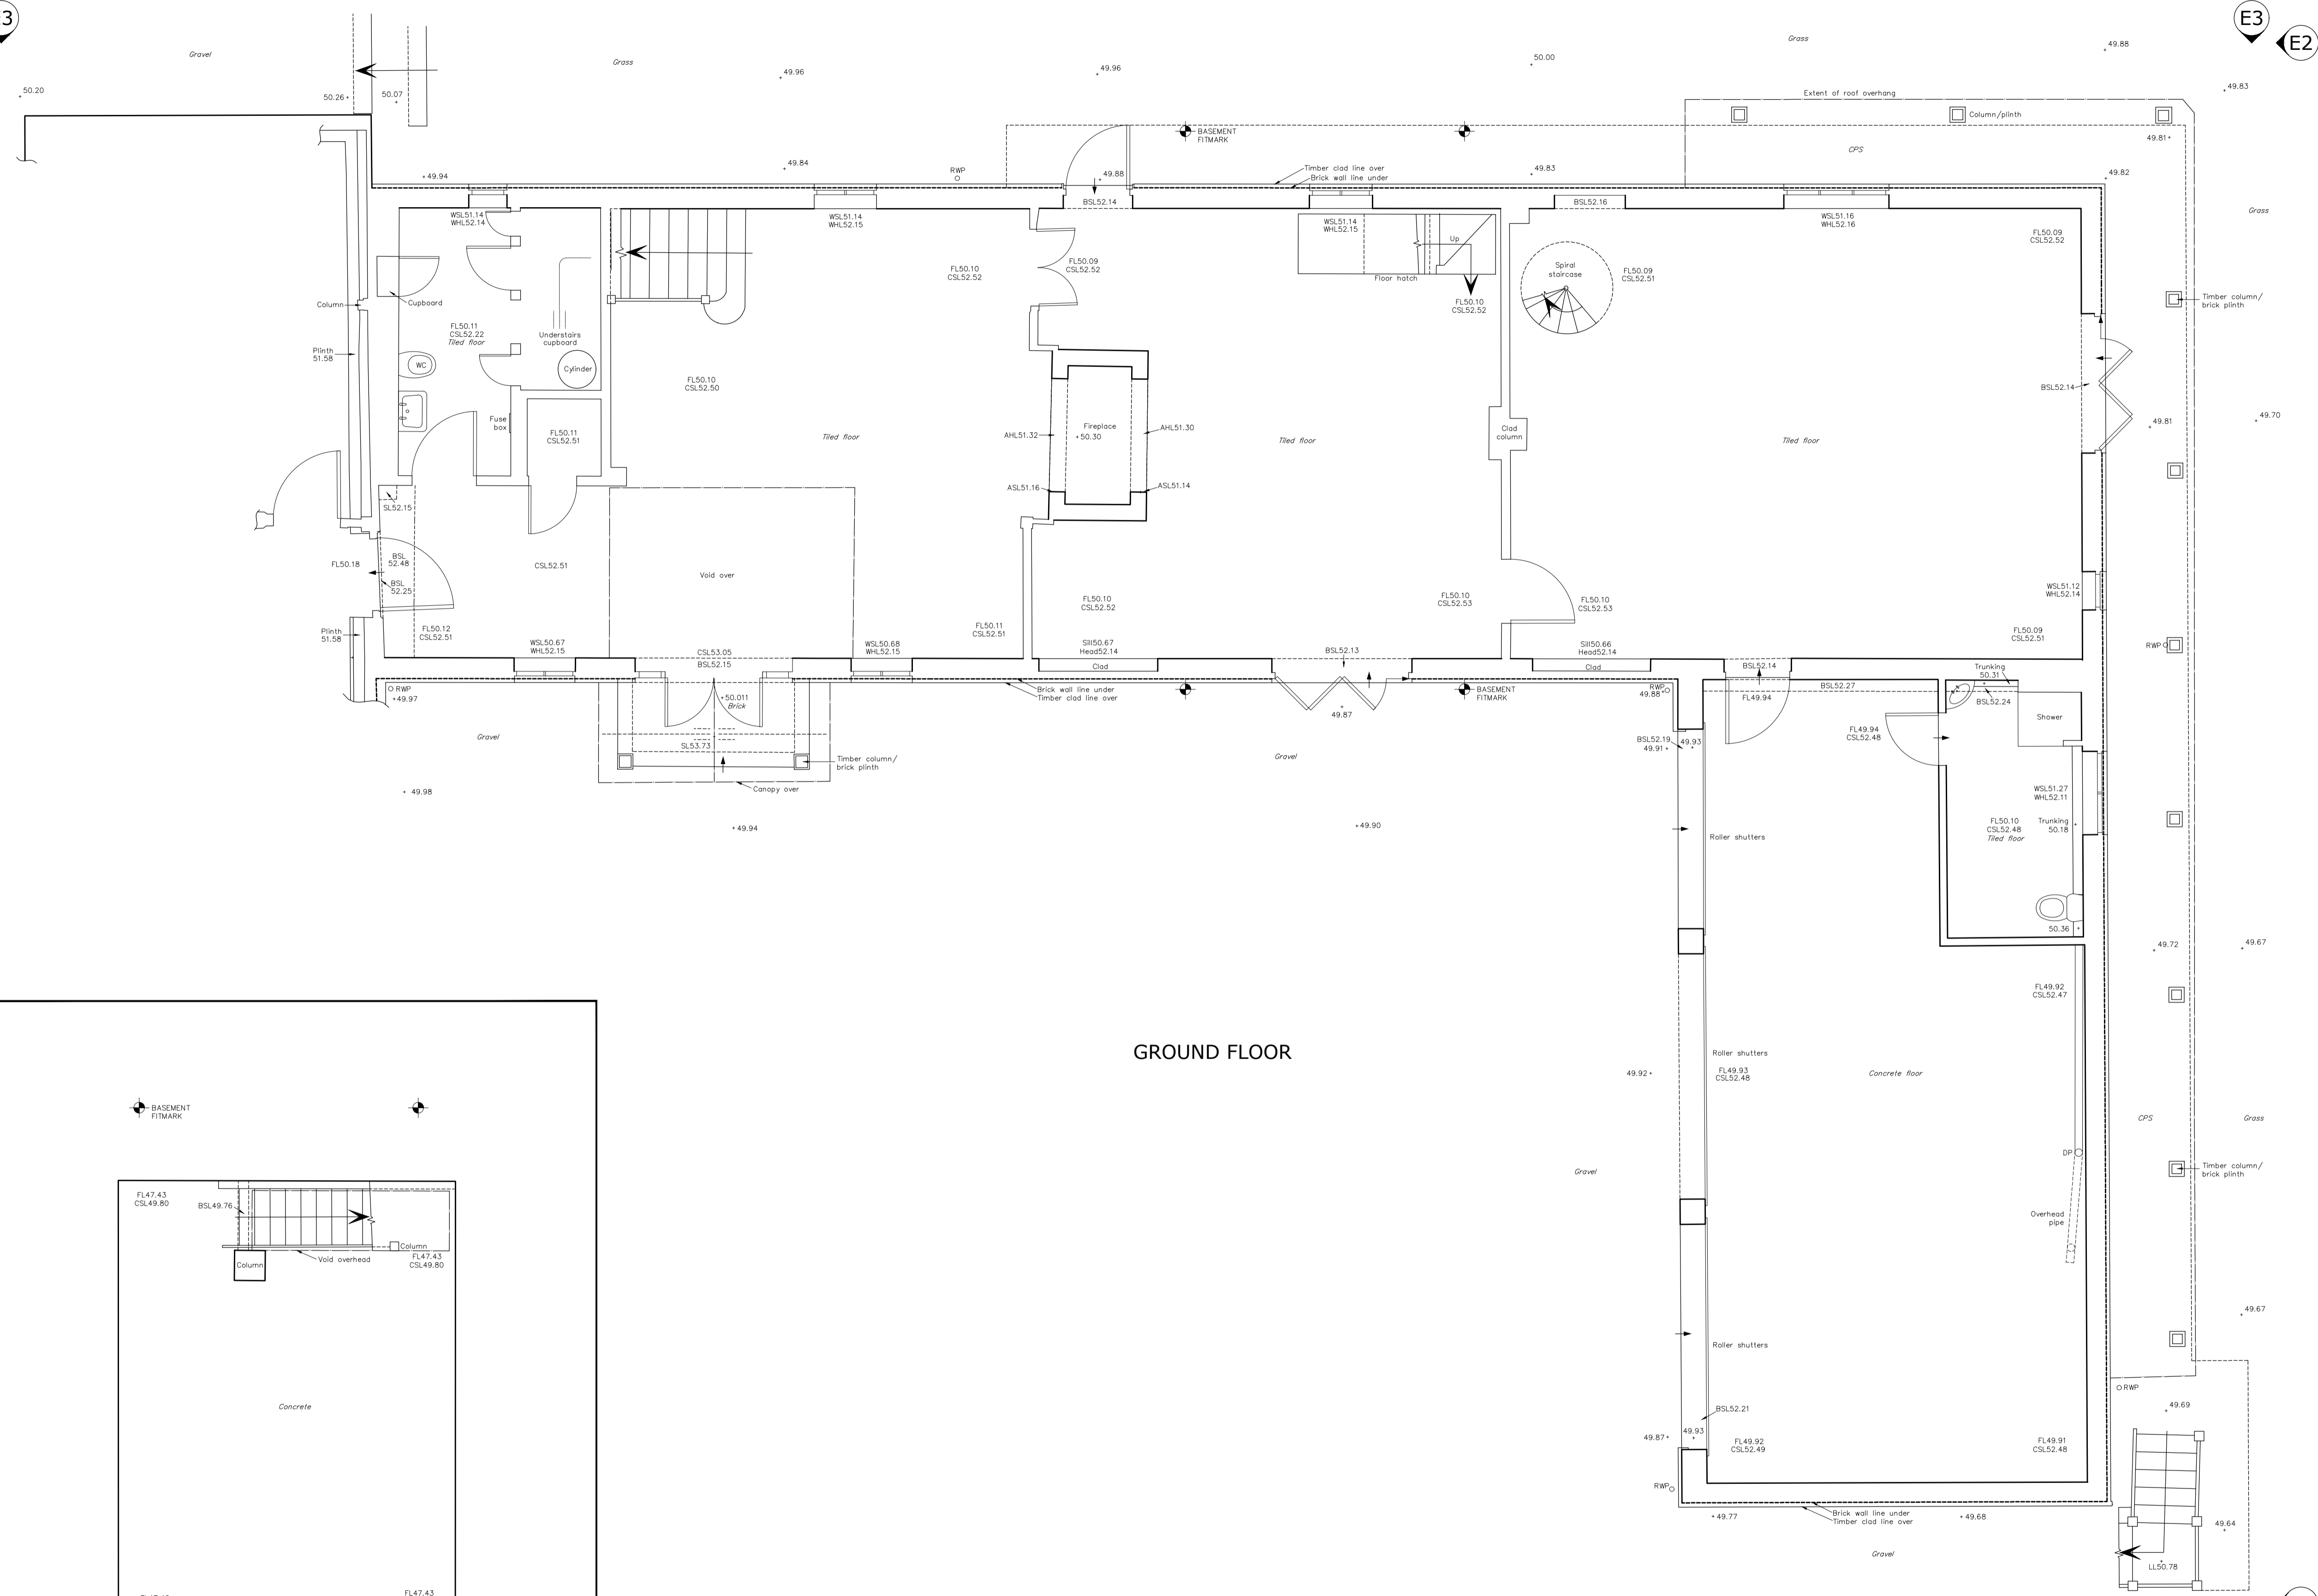 E3
E3
E2
Gravel
Grass
Grass
49.96
49.96
50.00
49.88
50.20
50.26
50.07
49.83
Extent of roof overhang
Column/plinth
BASEMENT
FITMARK
49.81
CPS
49.84
RWP
49.94
49.88
Timber clad line over
Brick wall line under
49.83
49.82
Grass
WSL51.14
WHL52.14
WSL51.14
WHL52.15
BSL52.14
WSL51.14
WHL52.15
BSL52.16
WSL51.16
WHL52.16
FL50.09
CSL52.52
Up
Floor hatch
FL50.10
CSL52.52
FL50.09
CSL52.52
FL50.10
CSL52.52
Spiral
staircase
FL50.09
CSL52.51
Column
Cupboard
Timber column/
brick plinth
FL50.11
CSL52.22
Tiled floor
Understairs
cupboard
Plinth
51.58
WC
Cylinder
FL50.10
CSL52.50
BSL52.14
Fuse
box
FL50.11
CSL52.51
Tiled floor
AHL51.32
Fireplace
50.30
AHL51.30
Tiled floor
Clad
column
Tiled floor
49.81
49.70
SL52.15
ASL51.16
ASL51.14
FL50.18
BSL
52.48
BSL
52.25
CSL52.51
Void over
Plinth
51.58
FL50.12
CSL52.51
FL50.11
CSL52.51
FL50.10
CSL52.52
FL50.10
CSL52.53
FL50.10
CSL52.53
WSL51.12
WHL52.14
FL50.09
CSL52.51
RWP
WSL50.67
WHL52.15
CSL53.05
BSL52.15
WSL50.68
WHL52.15
Sill50.67
Head52.14
Clad
BSL52.13
Sill50.66
Head52.14
Clad
BSL52.14
Trunking
50.31
RWP
49.97
50.011
Brick
Brick wall line under
Timber clad line over
BASEMENT
FITMARK
RWP
49.88
BSL52.27
FL49.94
BSL52.24
Shower
49.87
Gravel
SL53.73
Timber column/
brick plinth
Canopy over
Gravel
BSL52.19
49.91
49.93
FL49.94
CSL52.48
49.98
49.94
49.90
Roller shutters
WSL51.27
WHL52.11
FL50.10
CSL52.48
Tiled floor
Trunking
50.18
50.36
49.72
49.67
FL49.92
CSL52.47
GROUND FLOOR
Roller shutters
49.92
FL49.93
CSL52.48
Concrete floor
BASEMENT
FITMARK
CPS
Grass
DP
Timber column/
brick plinth
Gravel
FL47.43
CSL49.80
BSL49.76
Column
Column
Void overhead
FL47.43
CSL49.80
Overhead
pipe
49.67
Roller shutters
Concrete
RWP
49.69
BSL52.21
49.87
49.93
FL49.92
CSL52.49
FL49.91
CSL52.48
RWP
Brick wall line under
Timber clad line over
49.77
49.68
49.64
Gravel
LL50.78
FL47.43